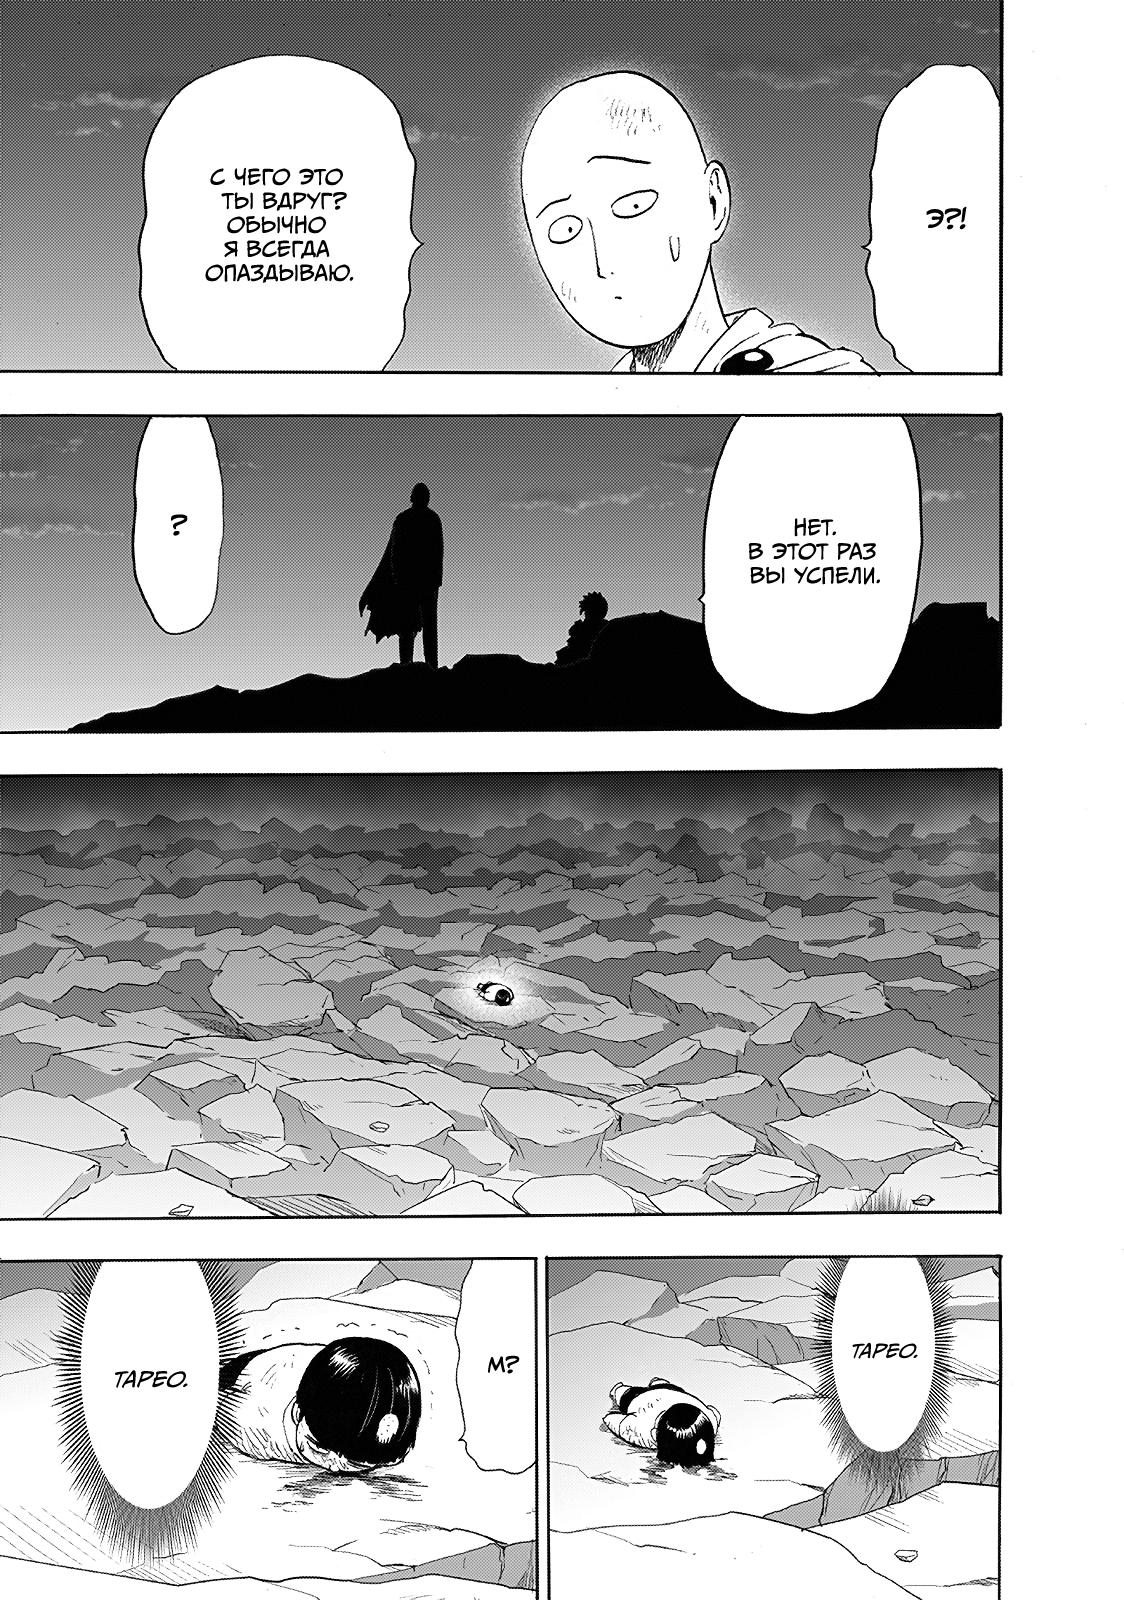 Э?!
С ЧЕГО ЭТО
ТЫ ВДРУГ?
ОБЫЧНО
Я ВСЕГДА
ОПАЗДЫВАЮ.
НЕТ.
В ЭТОТ РАЗ
ВЫ УСПЕЛИ.
?
ТАРЕО.
М?
ТАРЕО.